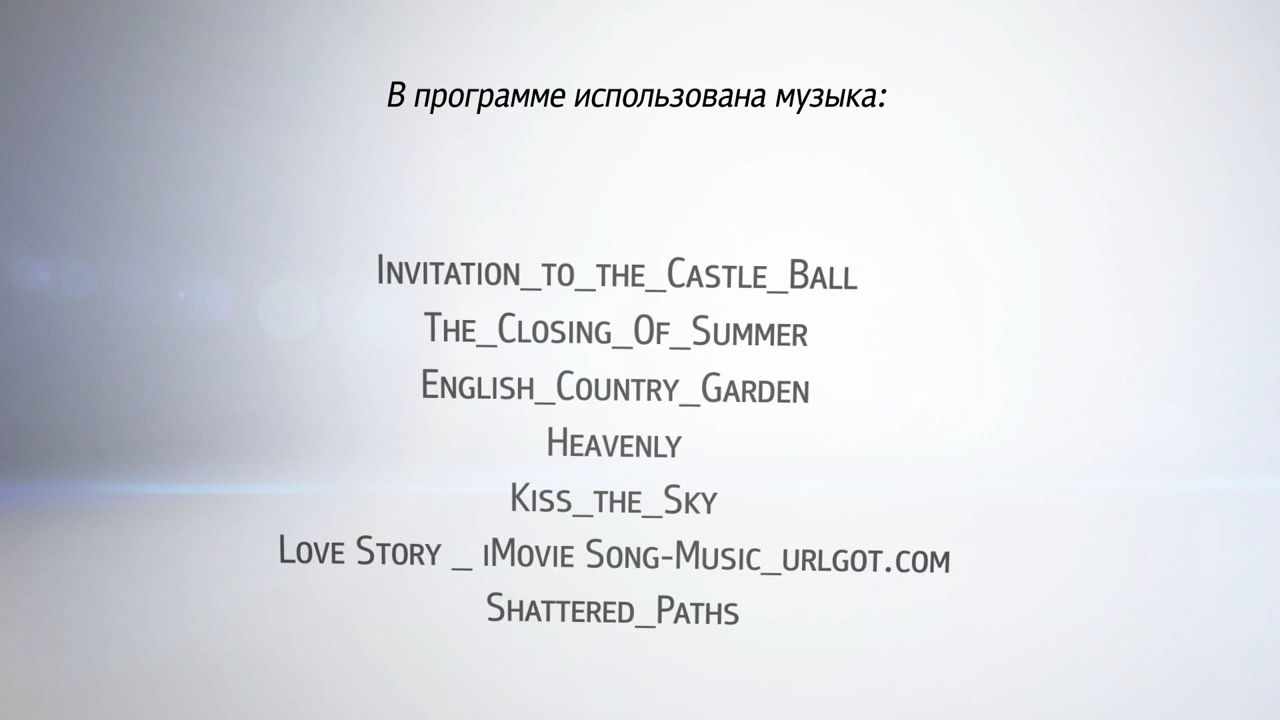 В программе использована музыка:
Invitation_to_the_Castle_Ball
The_Closing_Of_Summer
English_Country_Garden
Heavenly
Kiss_the_Sky
Love Story _ iMovie Song-Music_urlgot.com
Shattered_Paths